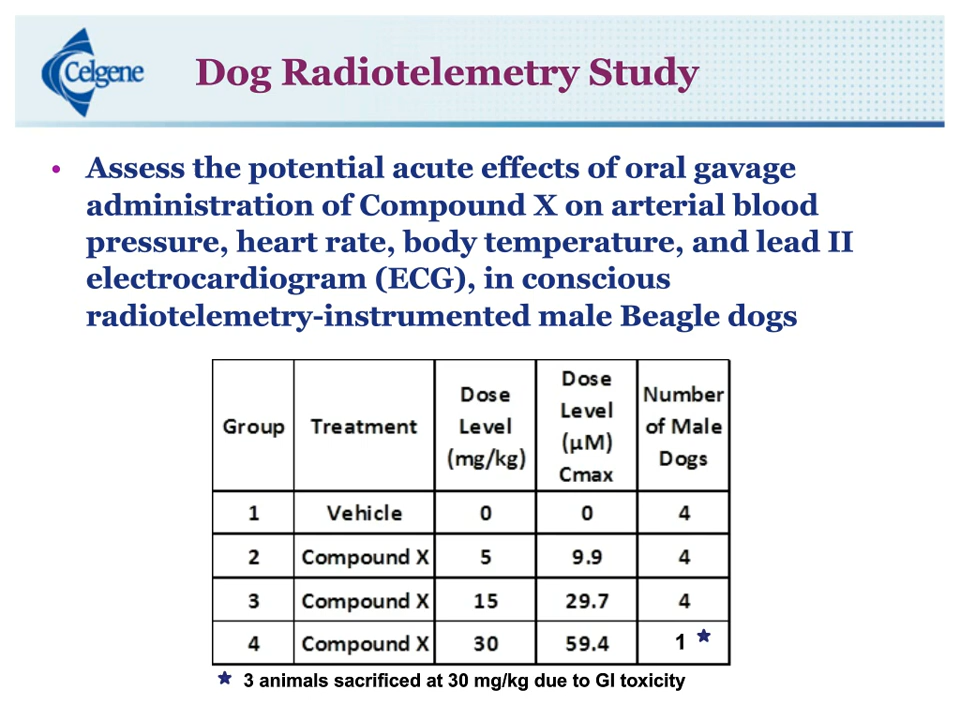 Celgene
Dog Radiotelemetry Study
• Assess the potential acute effects of oral gavage
administration of Compound X on arterial blood
pressure, heart rate, body temperature, and lead II
electrocardiogram (ECG), in conscious
radiotelemetry-instrumented male Beagle dogs
Group Treatment Dose Level (mg/kg) Dose Level (µM) Cmax Number of Male Dogs
1 Vehicle 0 0 4
2 Compound X 5 9.9 4
3 Compound X 15 29.7 4
4 Compound X 30 59.4 1 ★
★ 3 animals sacrificed at 30 mg/kg due to GI toxicity